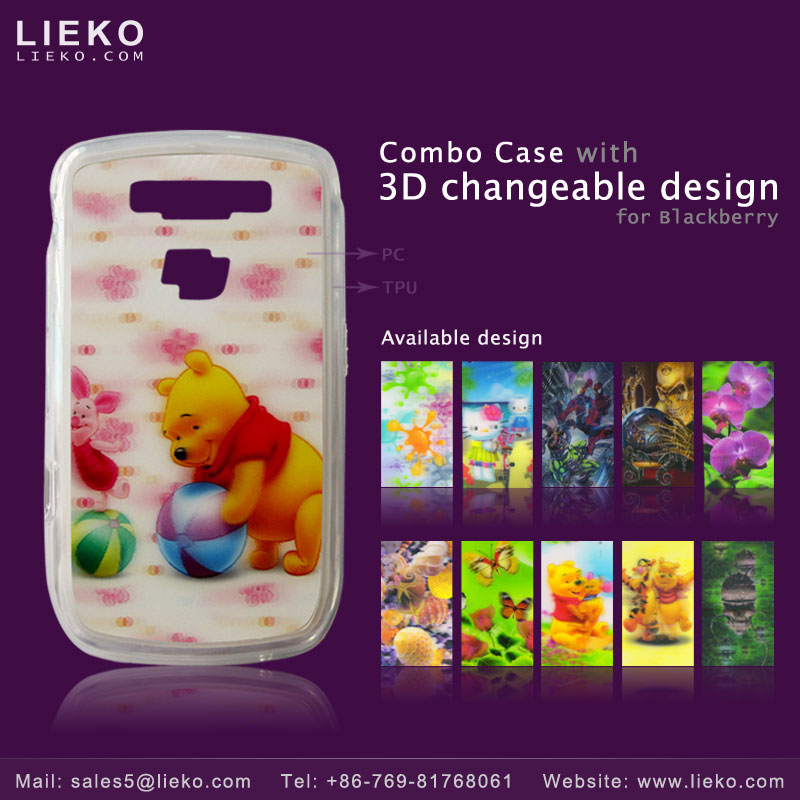 LIEKO
LIEKO.COM
Combo Case with
3D changeable design
for Blackberry
PC
TPU
Available design
Mail: sales5@lieko.com Tel: +86-769-81768061 Website: www.lieko.com